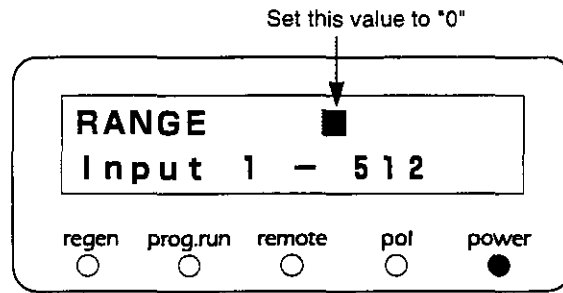 Set this value to "0"
RANGE
Input 1 – 512
regen prog.run remote pol power